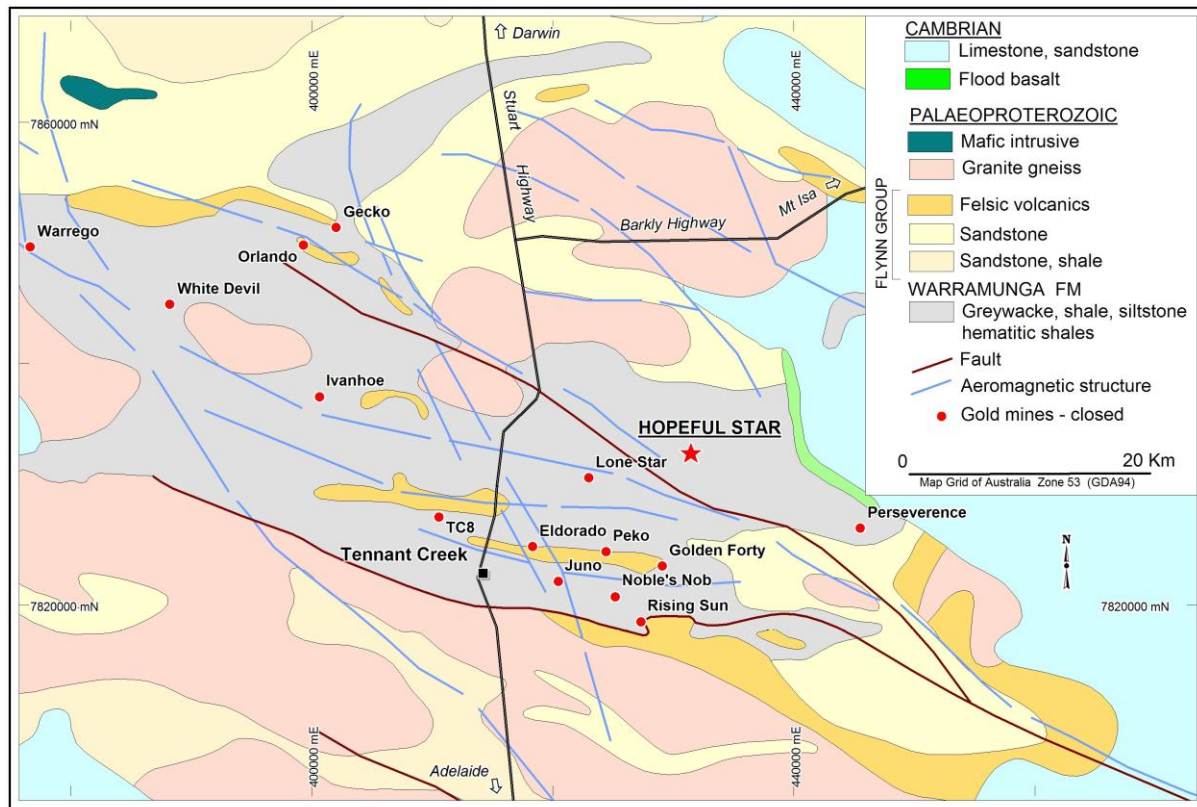 Darwin
400000 mE
440000 mE
7860000 mN
Stuart
Highway
Mt Isa
Barkly Highway
Gecko
Warrego
Orlando
White Devil
Ivanhoe
HOPEFUL STAR
Lone Star
Perseverence
TC8
Eldorado
Peko
Golden Forty
Tennant Creek
Juno
Noble's Nob
Rising Sun
7820000 mN
7820000 mN
400000 mE
440000 mE
Adelaide
N
CAMBRIAN
Limestone, sandstone
Flood basalt
PALAEOPROTEROZOIC
Mafic intrusive
Granite gneiss
FLYNN GROUP
Felsic volcanics
Sandstone
Sandstone, shale
WARRAMUNGA FM
Greywacke, shale, siltstone
hematitic shales
Fault
Aeromagnetic structure
Gold mines - closed
0
20 Km
Map Grid of Australia Zone 53 (GDA94)